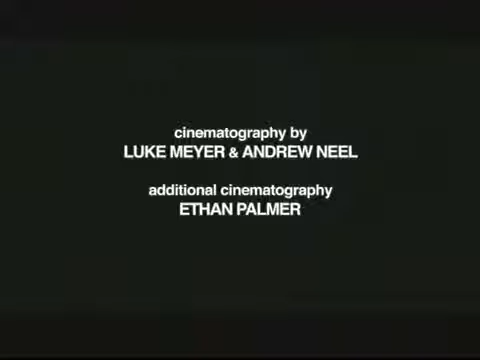 cinematography by
LUKE MEYER & ANDREW NEEL
additional cinematography
ETHAN PALMER